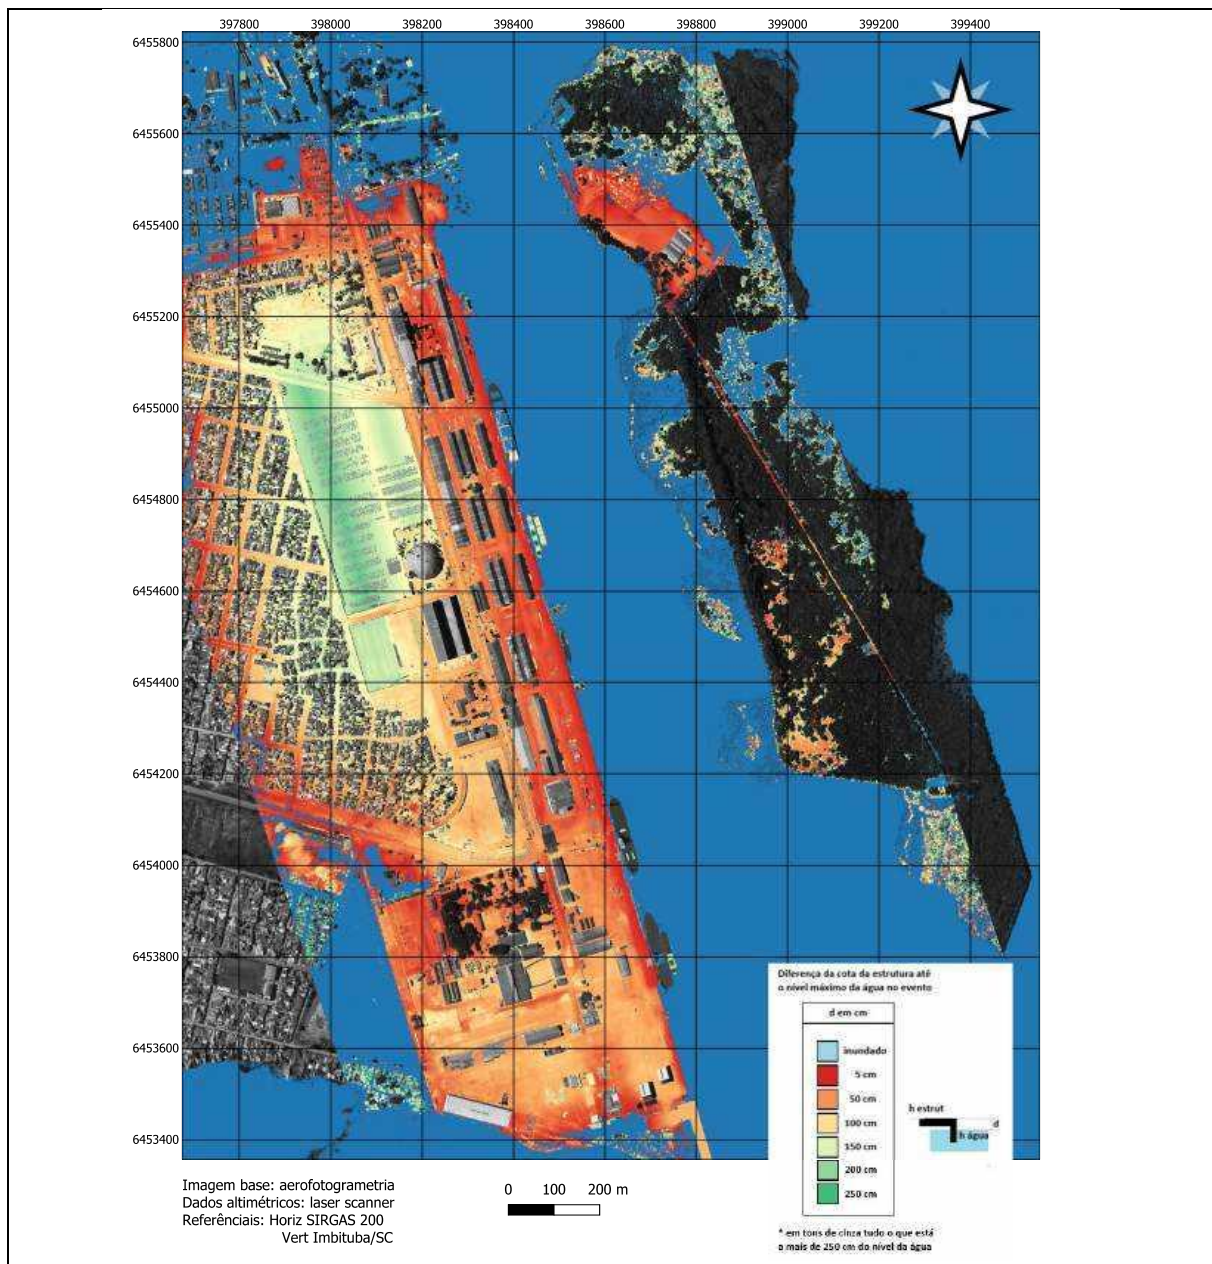 397800 398000 398200 398400 398600 398800 399000 399200 399400
6455800
6455600
6455400
6455200
6455000
6454800
6454600
6454400
6454200
6454000
6453800
6453600
6453400
Diferença da cota da estrutura até
o nível máximo da água no evento
d em cm
inundado
5 cm
50 cm
100 cm
150 cm
200 cm
250 cm
h estrut
d
h água
* em tons de cinza tudo o que está
a mais de 250 cm do nível da água
Imagem base: aerofotogrametria
Dados altimétricos: laser scanner
Referênciais: Horiz SIRGAS 200
Vert Imbituba/SC
0 100 200 m